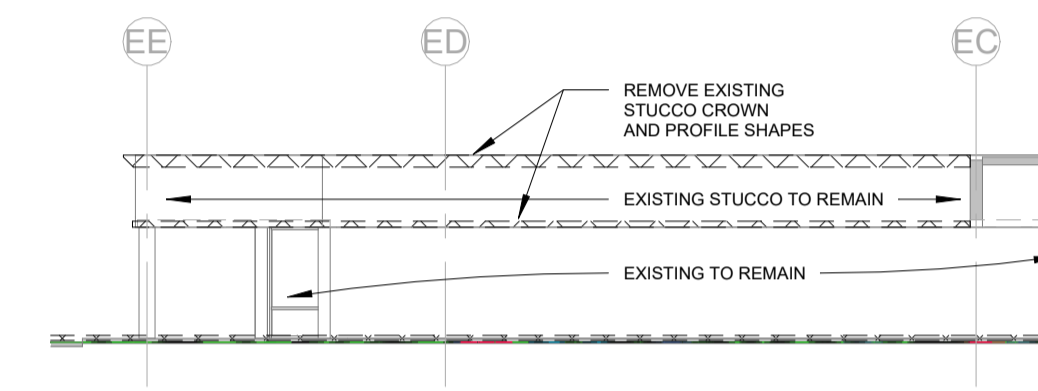 EE
ED
EC
REMOVE EXISTING
STUCCO CROWN
AND PROFILE SHAPES
EXISTING STUCCO TO REMAIN
EXISTING TO REMAIN